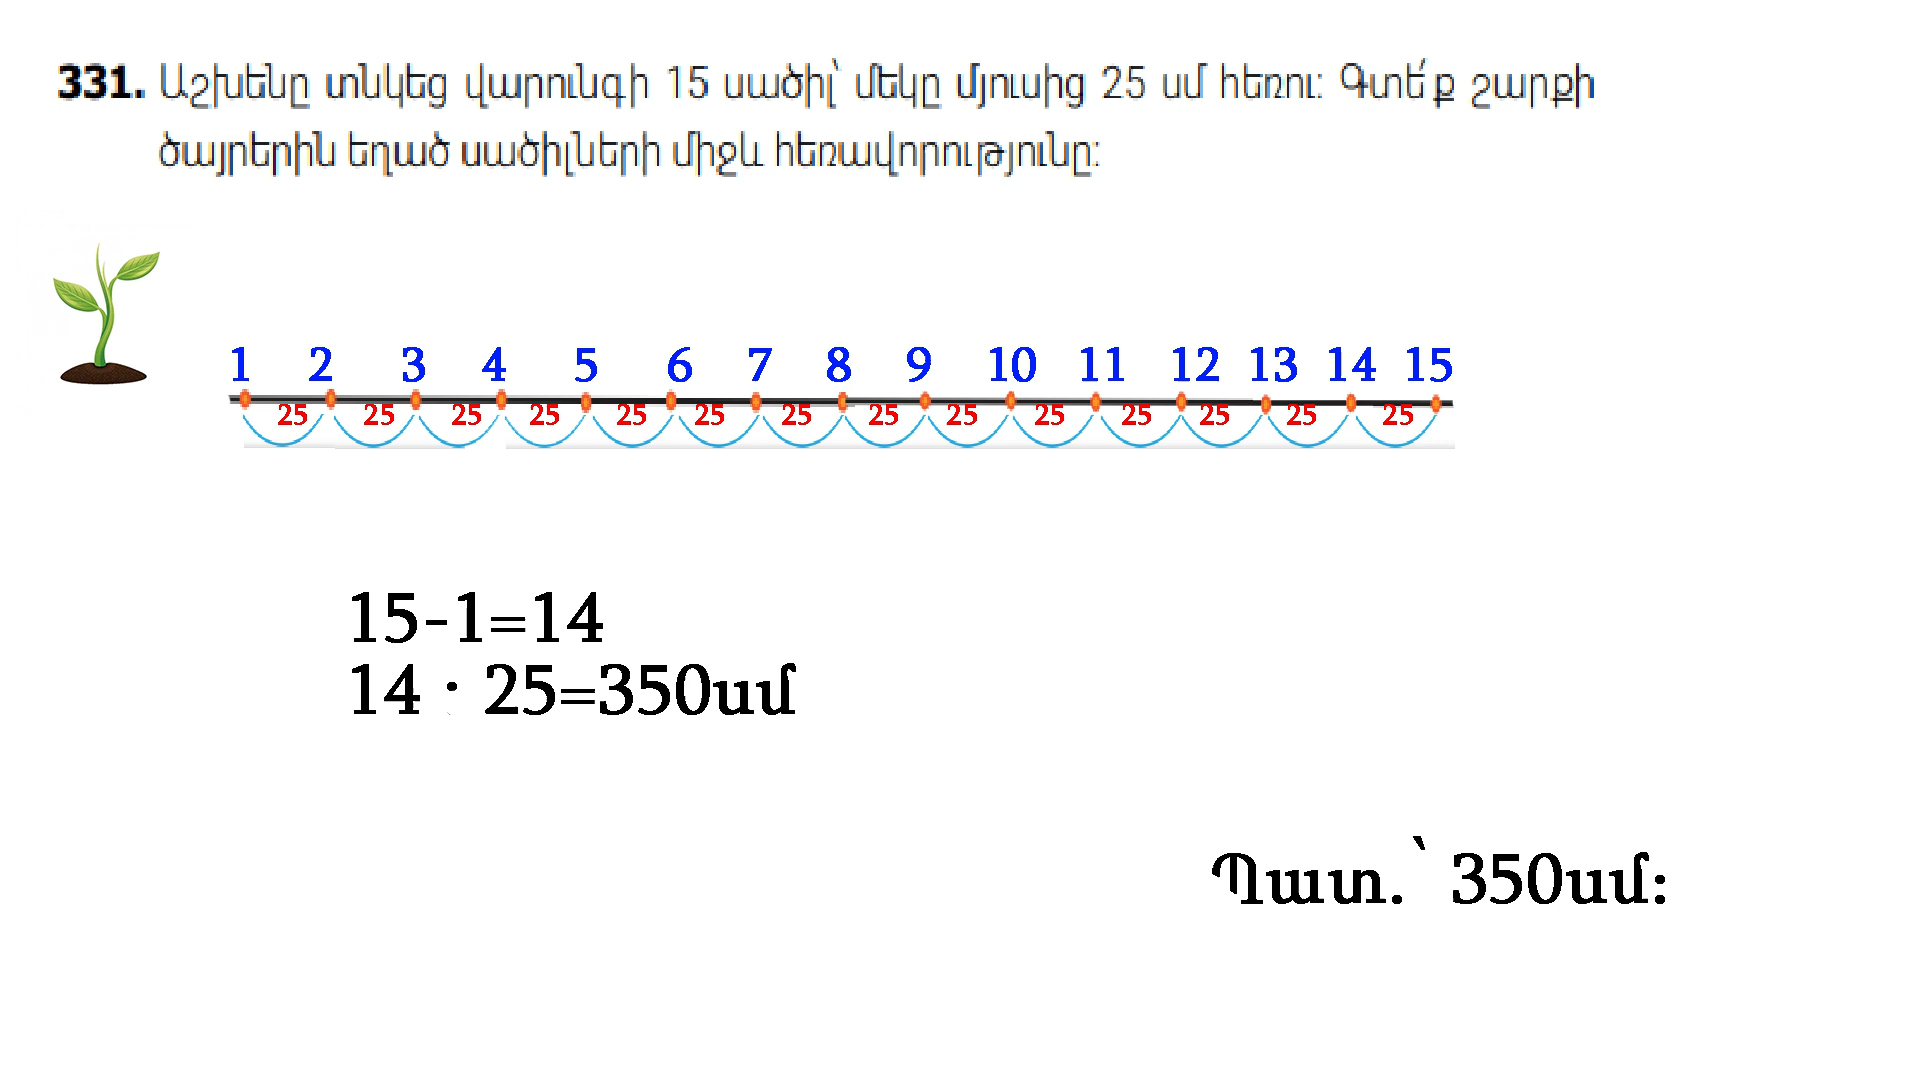 331. Աշխենը տնկեց վարունգի 15 սածիլ՝ մեկը մյուսից 25 սմ հեռու: Գտե՛ք շարքի
ծայրերին եղած սածիլների միջև հեռավորությունը:
1 2 3 4 5 6 7 8 9 10 11 12 13 14 15
25 25 25 25 25 25 25 25 25 25 25 25 25 25
15-1=14
14 · 25=350սմ
Պատ.՝ 350սմ: